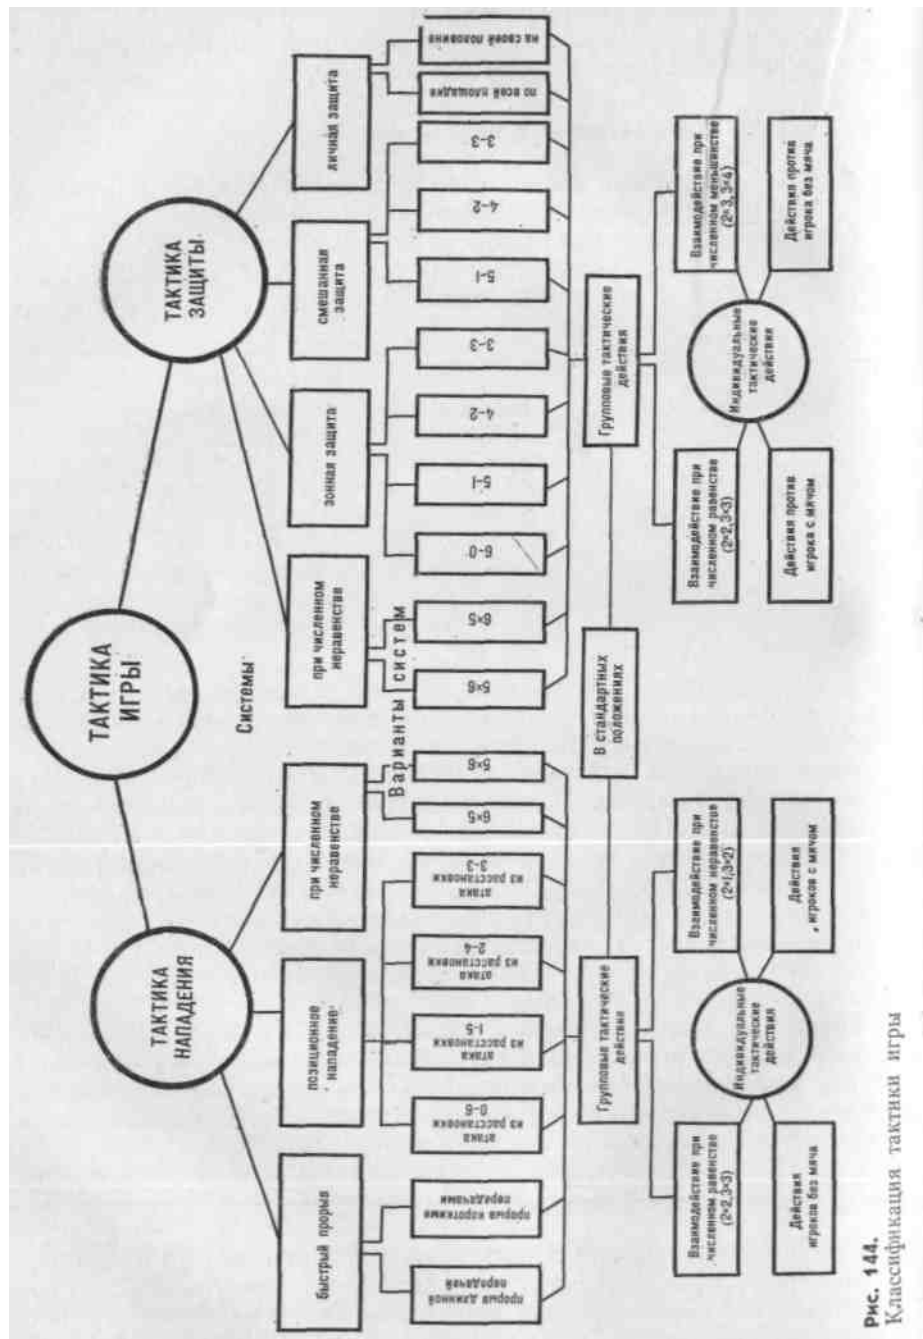 ТАКТИКА
ИГРЫ
ТАКТИКА
НАПАДЕНИЯ
ТАКТИКА
ЗАЩИТЫ
Системы
быстрый прорыв
позиционное
нападение
при численном
неравенстве
при численном
неравенстве
зонная защита
смешанная
защита
личная защита
Варианты систем
прорыв длинной
передачей
прорыв короткими
передачами
атака
из расстановки
0-6
атака
из расстановки
1-5
атака
из расстановки
2-4
атака
из расстановки
3-3
6×5
5×6
5×6
6×5
6-0
5-1
4-2
3-3
5-1
4-2
3-3
по всей площадке
на своей половине
Групповые тактические
действия
В стандартных
положениях
Групповые тактические
действия
Взаимодействие при
численном равенстве
(2×2, 3×3)
Взаимодействие при
численном неравенстве
(2×1, 3×2)
Взаимодействие при
численном равенстве
(2×2, 3×3)
Взаимодействие при
численном меньшинстве
(2×3, 3×4)
Индивидуальные
тактические
действия
Индивидуальные
тактические
действия
Действия
игроков без мяча
Действия
игроков с мячом
Действия против
игрока с мячом
Действия против
игрока без мяча
Рис. 144.
Классификация тактики игры